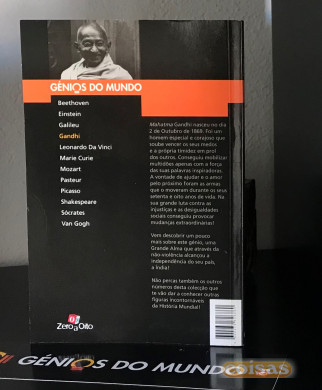 GÉNIOS DO MUNDO
Beethoven
Einstein
Galileu
Gandhi
Leonardo Da Vinci
Marie Curie
Mozart
Pasteur
Picasso
Shakespeare
Sócrates
Van Gogh
Mahatma Gandhi nasceu no dia
2 de Outubro de 1869. Foi um
homem especial e corajoso que
soube vencer os seus medos
e a própria timidez em prol
dos outros. Conseguiu mobilizar
multidões apenas com a força
das suas palavras inspiradoras.
A vontade de ajudar e o amor
pelo próximo foram as armas
que o moveram durante os seus
setenta e oito anos de vida. Na
sua grande luta contra as
injustiças e as desigualdades
sociais conseguiu provocar
mudanças extraordinárias!
Vem descobrir um pouco
mais sobre este génio, uma
Grande Alma que através da
não-violência alcançou a
independência do seu país,
a Índia!
Não percas também os outros
números desta colecção que
te vão dar a conhecer outras
figuras incontornáveis
da História Mundial!
Zero a Oito
GÉNIOS DO MUNDO